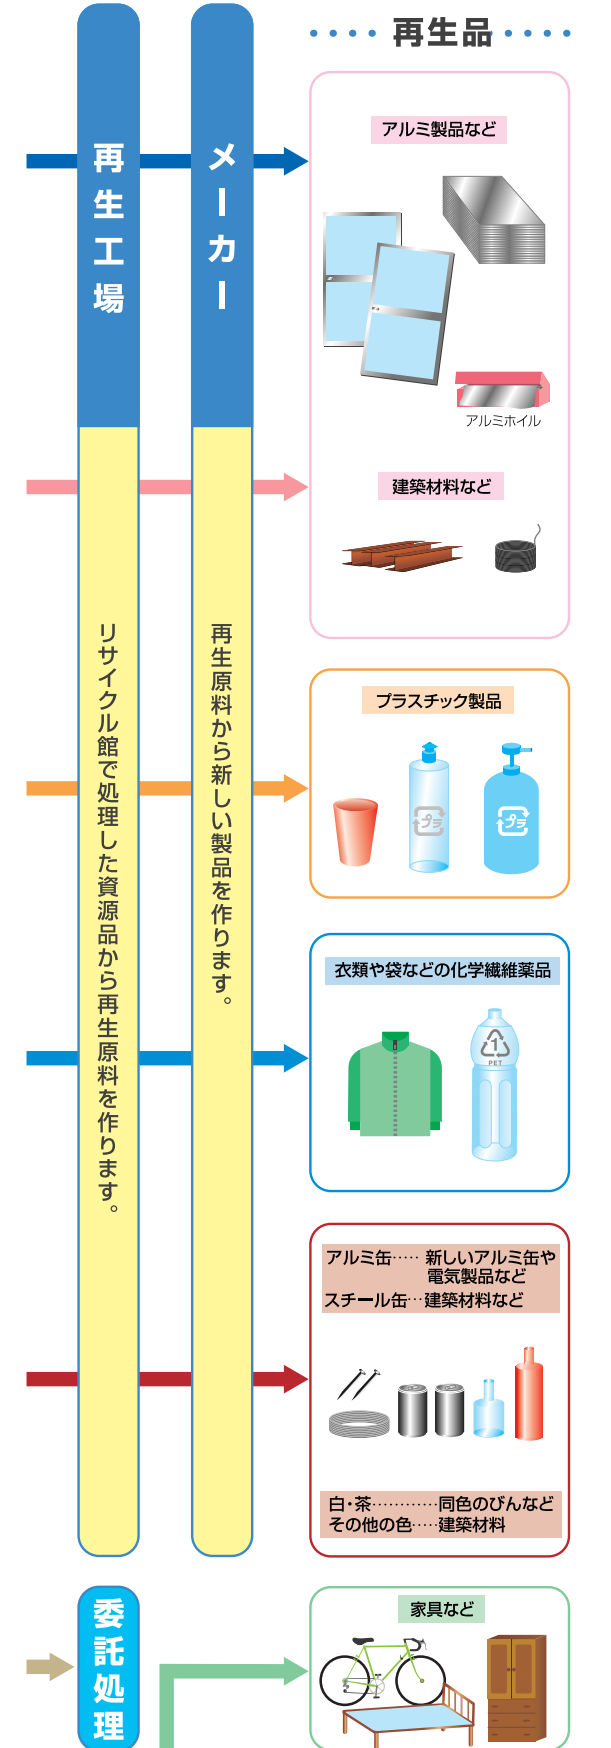 再生品
再生工場
メーカー
リサイクル館で処理した資源品から再生原料を作ります。
再生原料から新しい製品を作ります。
アルミ製品など
アルミホイル
建築材料など
プラスチック製品
プラ
プラ
衣類や袋などの化学繊維薬品
1
PET
アルミ缶‥‥‥新しいアルミ缶や
電気製品など
スチール缶…建築材料など
白・茶…………同色のびんなど
その他の色‥‥‥建築材料
委託処理
家具など